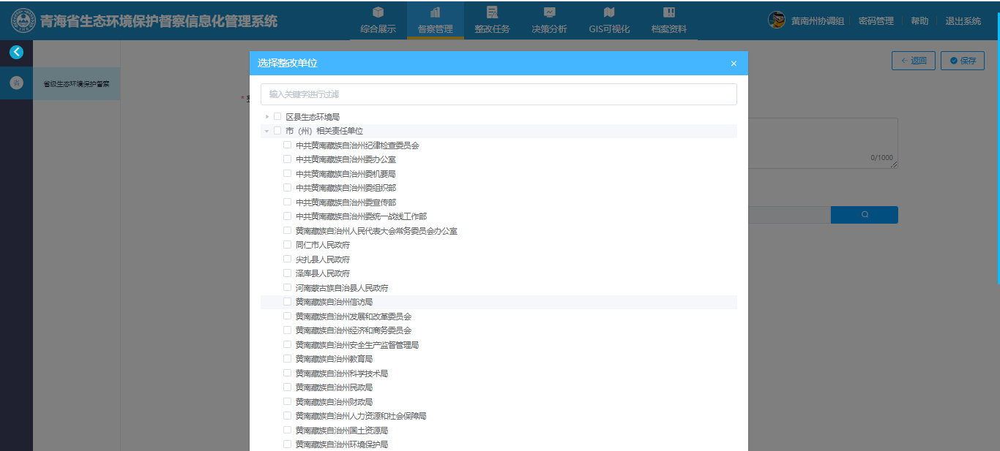 青海省生态环境保护督察信息化管理系统
综合展示
督察管理
整改任务
决策分析
GIS可视化
档案资料
黄南州协调组
密码管理
帮助
退出系统
选择整改单位
×
返回
保存
省
省级生态环境保护督察
输入关键字进行过滤
*
区县生态环境局
市（州）相关责任单位
中共黄南藏族自治州纪律检查委员会
中共黄南藏族自治州委办公室
0/1000
中共黄南藏族自治州委机要局
中共黄南藏族自治州委组织部
中共黄南藏族自治州委宣传部
中共黄南藏族自治州委统一战线工作部
黄南藏族自治州人民代表大会常务委员会办公室
同仁市人民政府
尖扎县人民政府
泽库县人民政府
河南蒙古族自治县人民政府
黄南藏族自治州信访局
黄南藏族自治州发展和改革委员会
黄南藏族自治州经济和商务委员会
黄南藏族自治州安全生产监督管理局
黄南藏族自治州教育局
黄南藏族自治州科学技术局
黄南藏族自治州民政局
黄南藏族自治州财政局
黄南藏族自治州人力资源和社会保障局
黄南藏族自治州国土资源局
黄南藏族自治州环境保护局